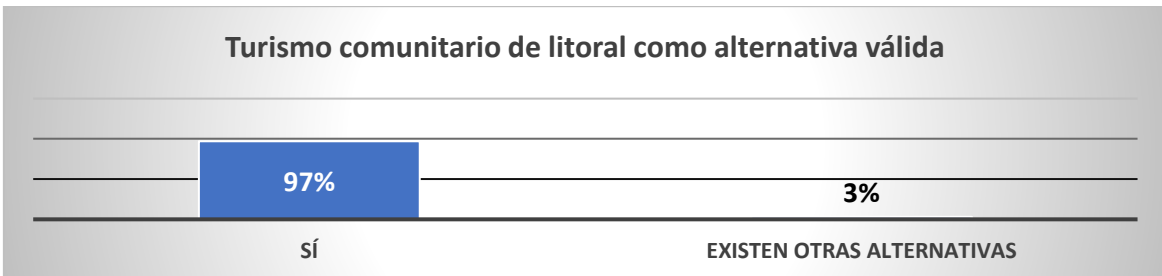 Turismo comunitario de litoral como alternativa válida
97%
3%
SÍ
EXISTEN OTRAS ALTERNATIVAS